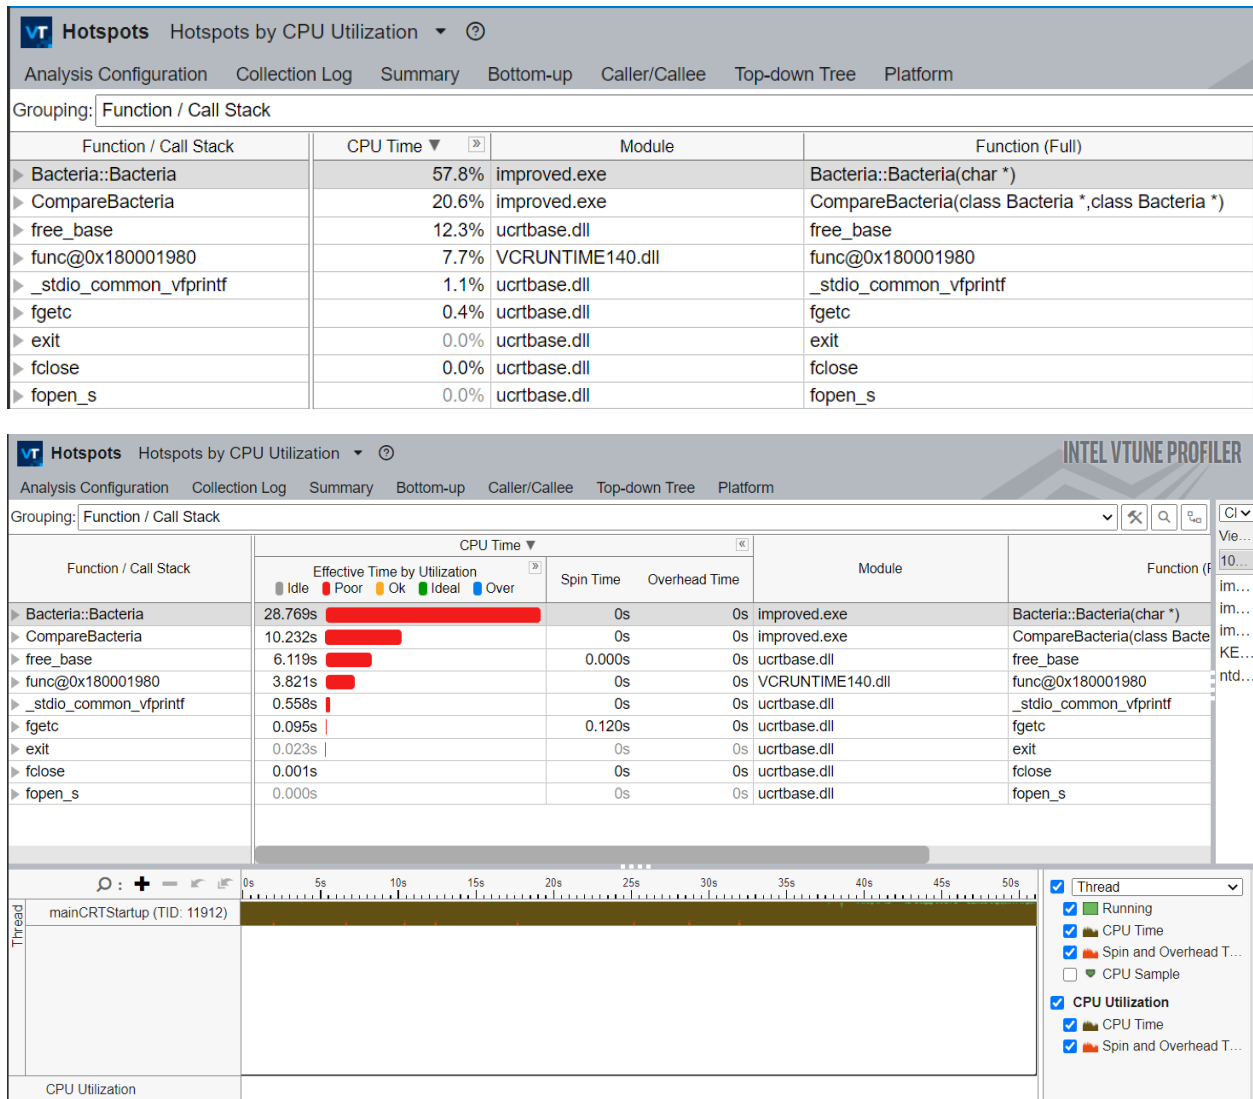 VT Hotspots Hotspots by CPU Utilization ?
Analysis Configuration Collection Log Summary Bottom-up Caller/Callee Top-down Tree Platform
Grouping: Function / Call Stack
Function / Call Stack CPU Time Module Function (Full)
Bacteria::Bacteria 57.8% improved.exe Bacteria::Bacteria(char *)
CompareBacteria 20.6% improved.exe CompareBacteria(class Bacteria *,class Bacteria *)
free_base 12.3% ucrtbase.dll free_base
func@0x180001980 7.7% VCRUNTIME140.dll func@0x180001980
_stdio_common_vfprintf 1.1% ucrtbase.dll _stdio_common_vfprintf
fgetc 0.4% ucrtbase.dll fgetc
exit 0.0% ucrtbase.dll exit
fclose 0.0% ucrtbase.dll fclose
fopen_s 0.0% ucrtbase.dll fopen_s
VT Hotspots Hotspots by CPU Utilization ? INTEL VTUNE PROFILER
Analysis Configuration Collection Log Summary Bottom-up Caller/Callee Top-down Tree Platform
Grouping: Function / Call Stack Cl
Vie...
CPU Time
Function / Call Stack Effective Time by Utilization Spin Time Overhead Time Module Function (F
Idle Poor Ok Ideal Over
10...
Bacteria::Bacteria 28.769s 0s 0s improved.exe Bacteria::Bacteria(char *)
CompareBacteria 10.232s 0s 0s improved.exe CompareBacteria(class Bacte
free_base 6.119s 0.000s 0s ucrtbase.dll free_base
func@0x180001980 3.821s 0s 0s VCRUNTIME140.dll func@0x180001980
_stdio_common_vfprintf 0.558s 0s 0s ucrtbase.dll _stdio_common_vfprintf
fgetc 0.095s 0.120s 0s ucrtbase.dll fgetc
exit 0.023s 0s 0s ucrtbase.dll exit
fclose 0.001s 0s 0s ucrtbase.dll fclose
fopen_s 0.000s 0s 0s ucrtbase.dll fopen_s
im...
im...
im...
KE...
ntd...
0s 5s 10s 15s 20s 25s 30s 35s 40s 45s 50s
Thread
mainCRTStartup (TID: 11912)
Thread
Running
CPU Time
Spin and Overhead T...
CPU Sample
CPU Utilization
CPU Time
Spin and Overhead T...
CPU Utilization